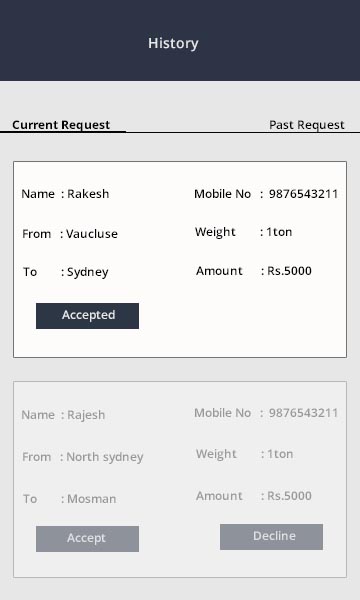 History
Current Request Past Request
Name : Rakesh Mobile No : 9876543211
From : Vaucluse Weight : 1ton
To : Sydney Amount : Rs.5000
Accepted
Name : Rajesh Mobile No : 9876543211
From : North sydney Weight : 1ton
To : Mosman Amount : Rs.5000
Accept Decline